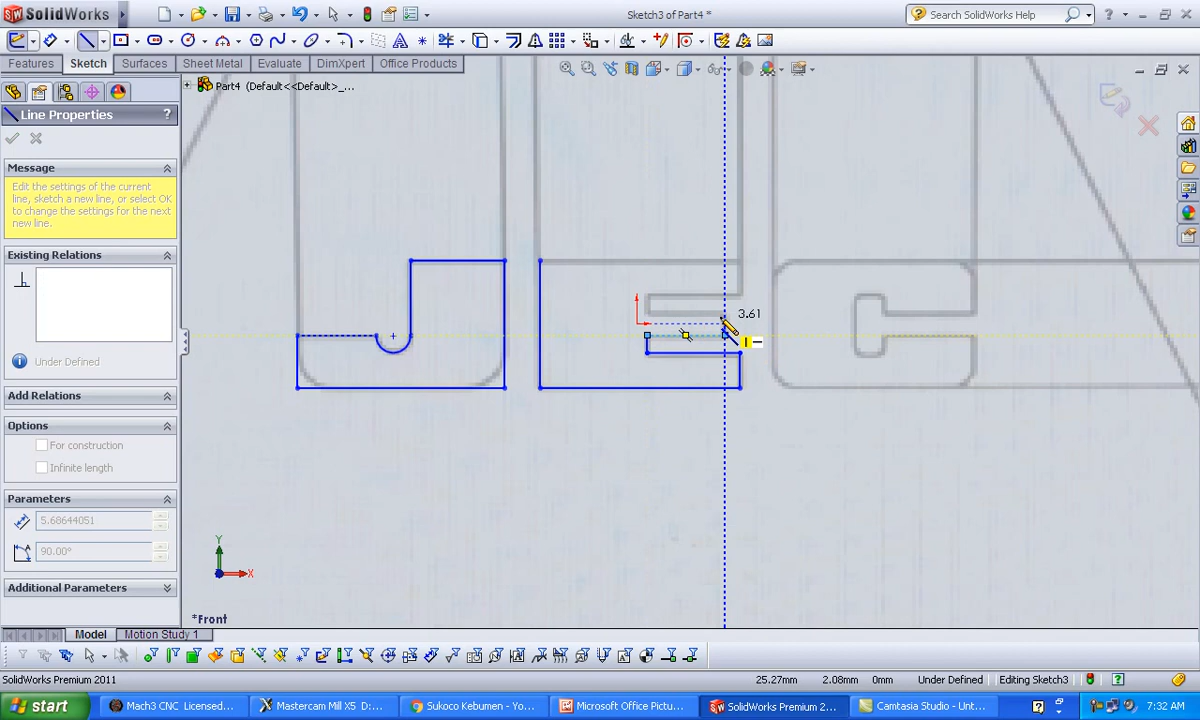 SolidWorks
Sketch3 of Part4 *
Search SolidWorks Help
Features
Sketch
Surfaces
Sheet Metal
Evaluate
DimXpert
Office Products
Line Properties
?
Part4 (Default<<Default>_...
Message
Edit the settings of the current
line, sketch a new line, or select OK
to change the settings for the next
new line.
Existing Relations
Under Defined
Add Relations
Options
For construction
Infinite length
Parameters
5.68644051
90.00°
Additional Parameters
3.61
Y
X
*Front
Model
Motion Study 1
SolidWorks Premium 2011
25.27mm
2.08mm
0mm
Under Defined
Editing Sketch3
start
Mach3 CNC Licensed...
Mastercam Mill X5 D:...
Sukoco Kebumen - Yo...
Microsoft Office Pictu...
SolidWorks Premium 2...
Camtasia Studio - Unt...
7:32 AM